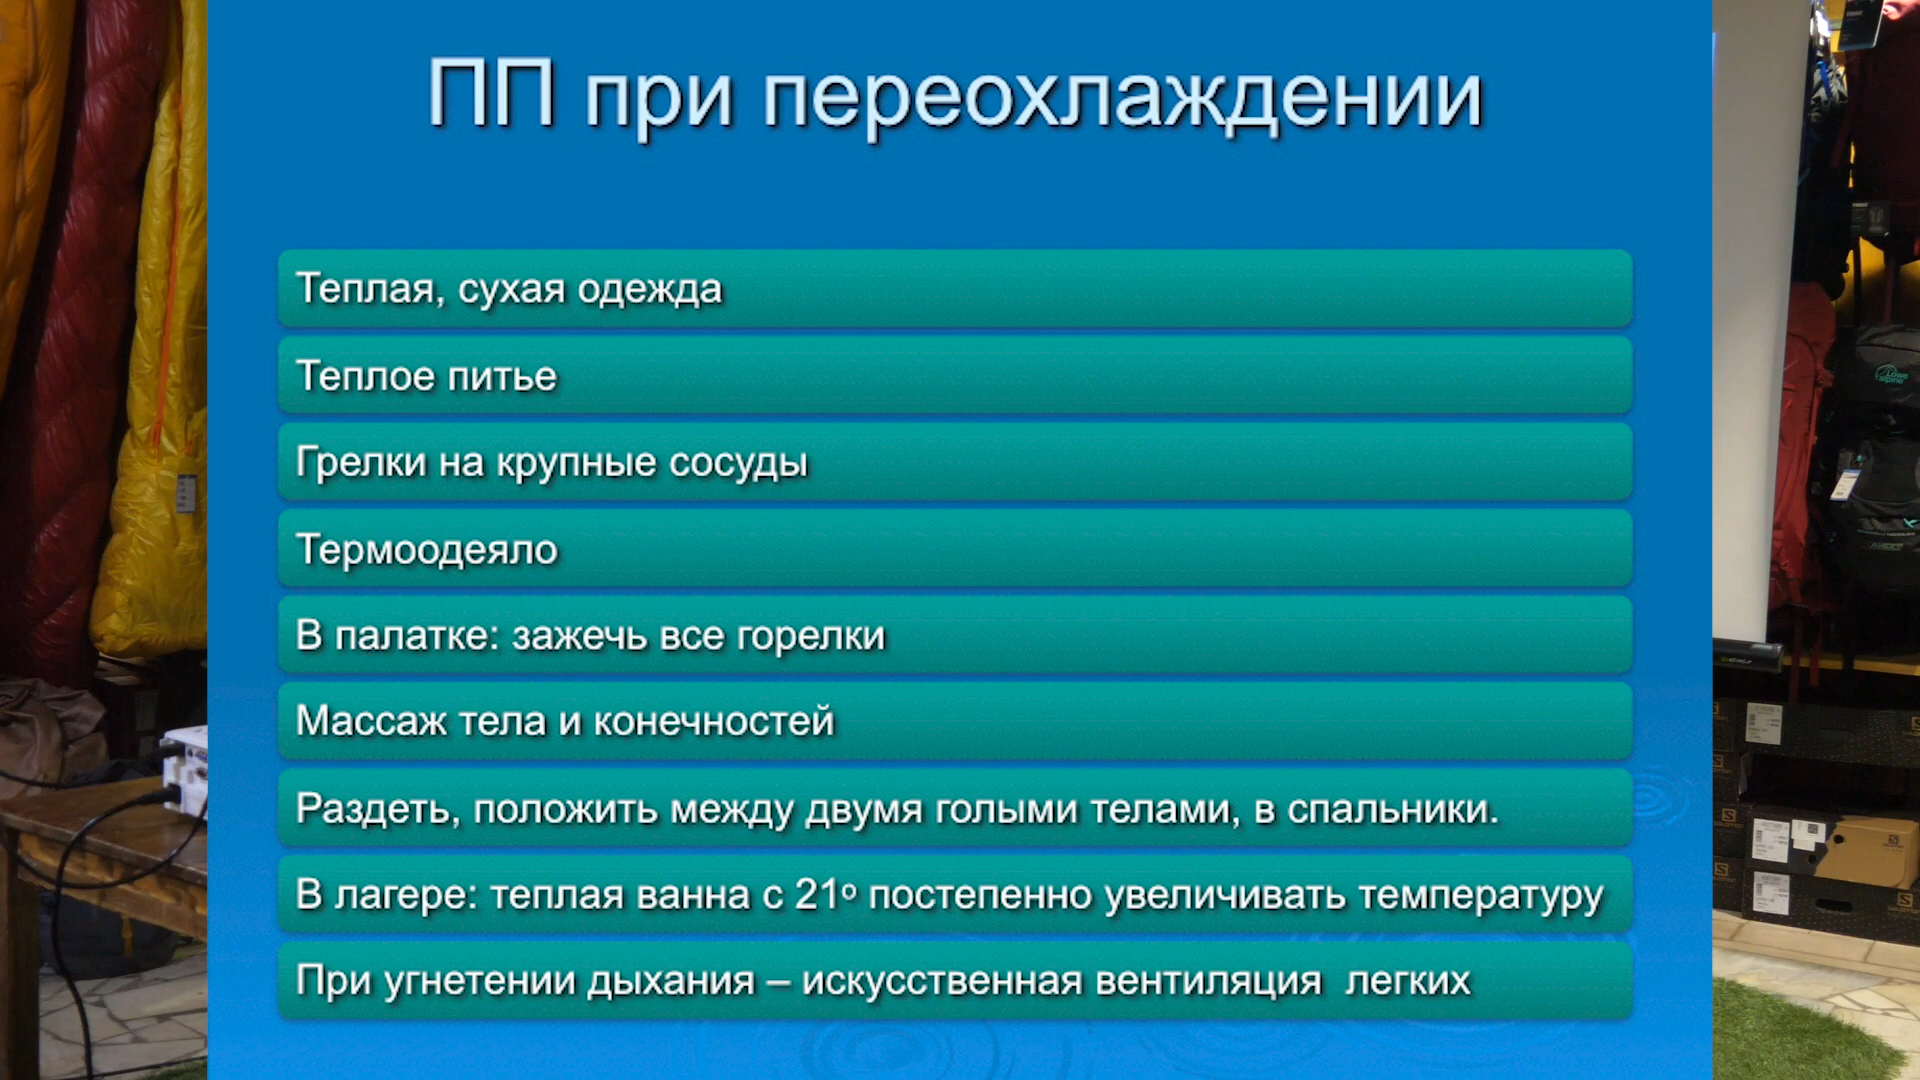 ПП при переохлаждении
Теплая, сухая одежда
Теплое питье
Грелки на крупные сосуды
Термоодеяло
В палатке: зажечь все горелки
Массаж тела и конечностей
Раздеть, положить между двумя голыми телами, в спальники.
В лагере: теплая ванна с 21º постепенно увеличивать температуру
При угнетении дыхания – искусственная вентиляция легких
Lowe
alpine